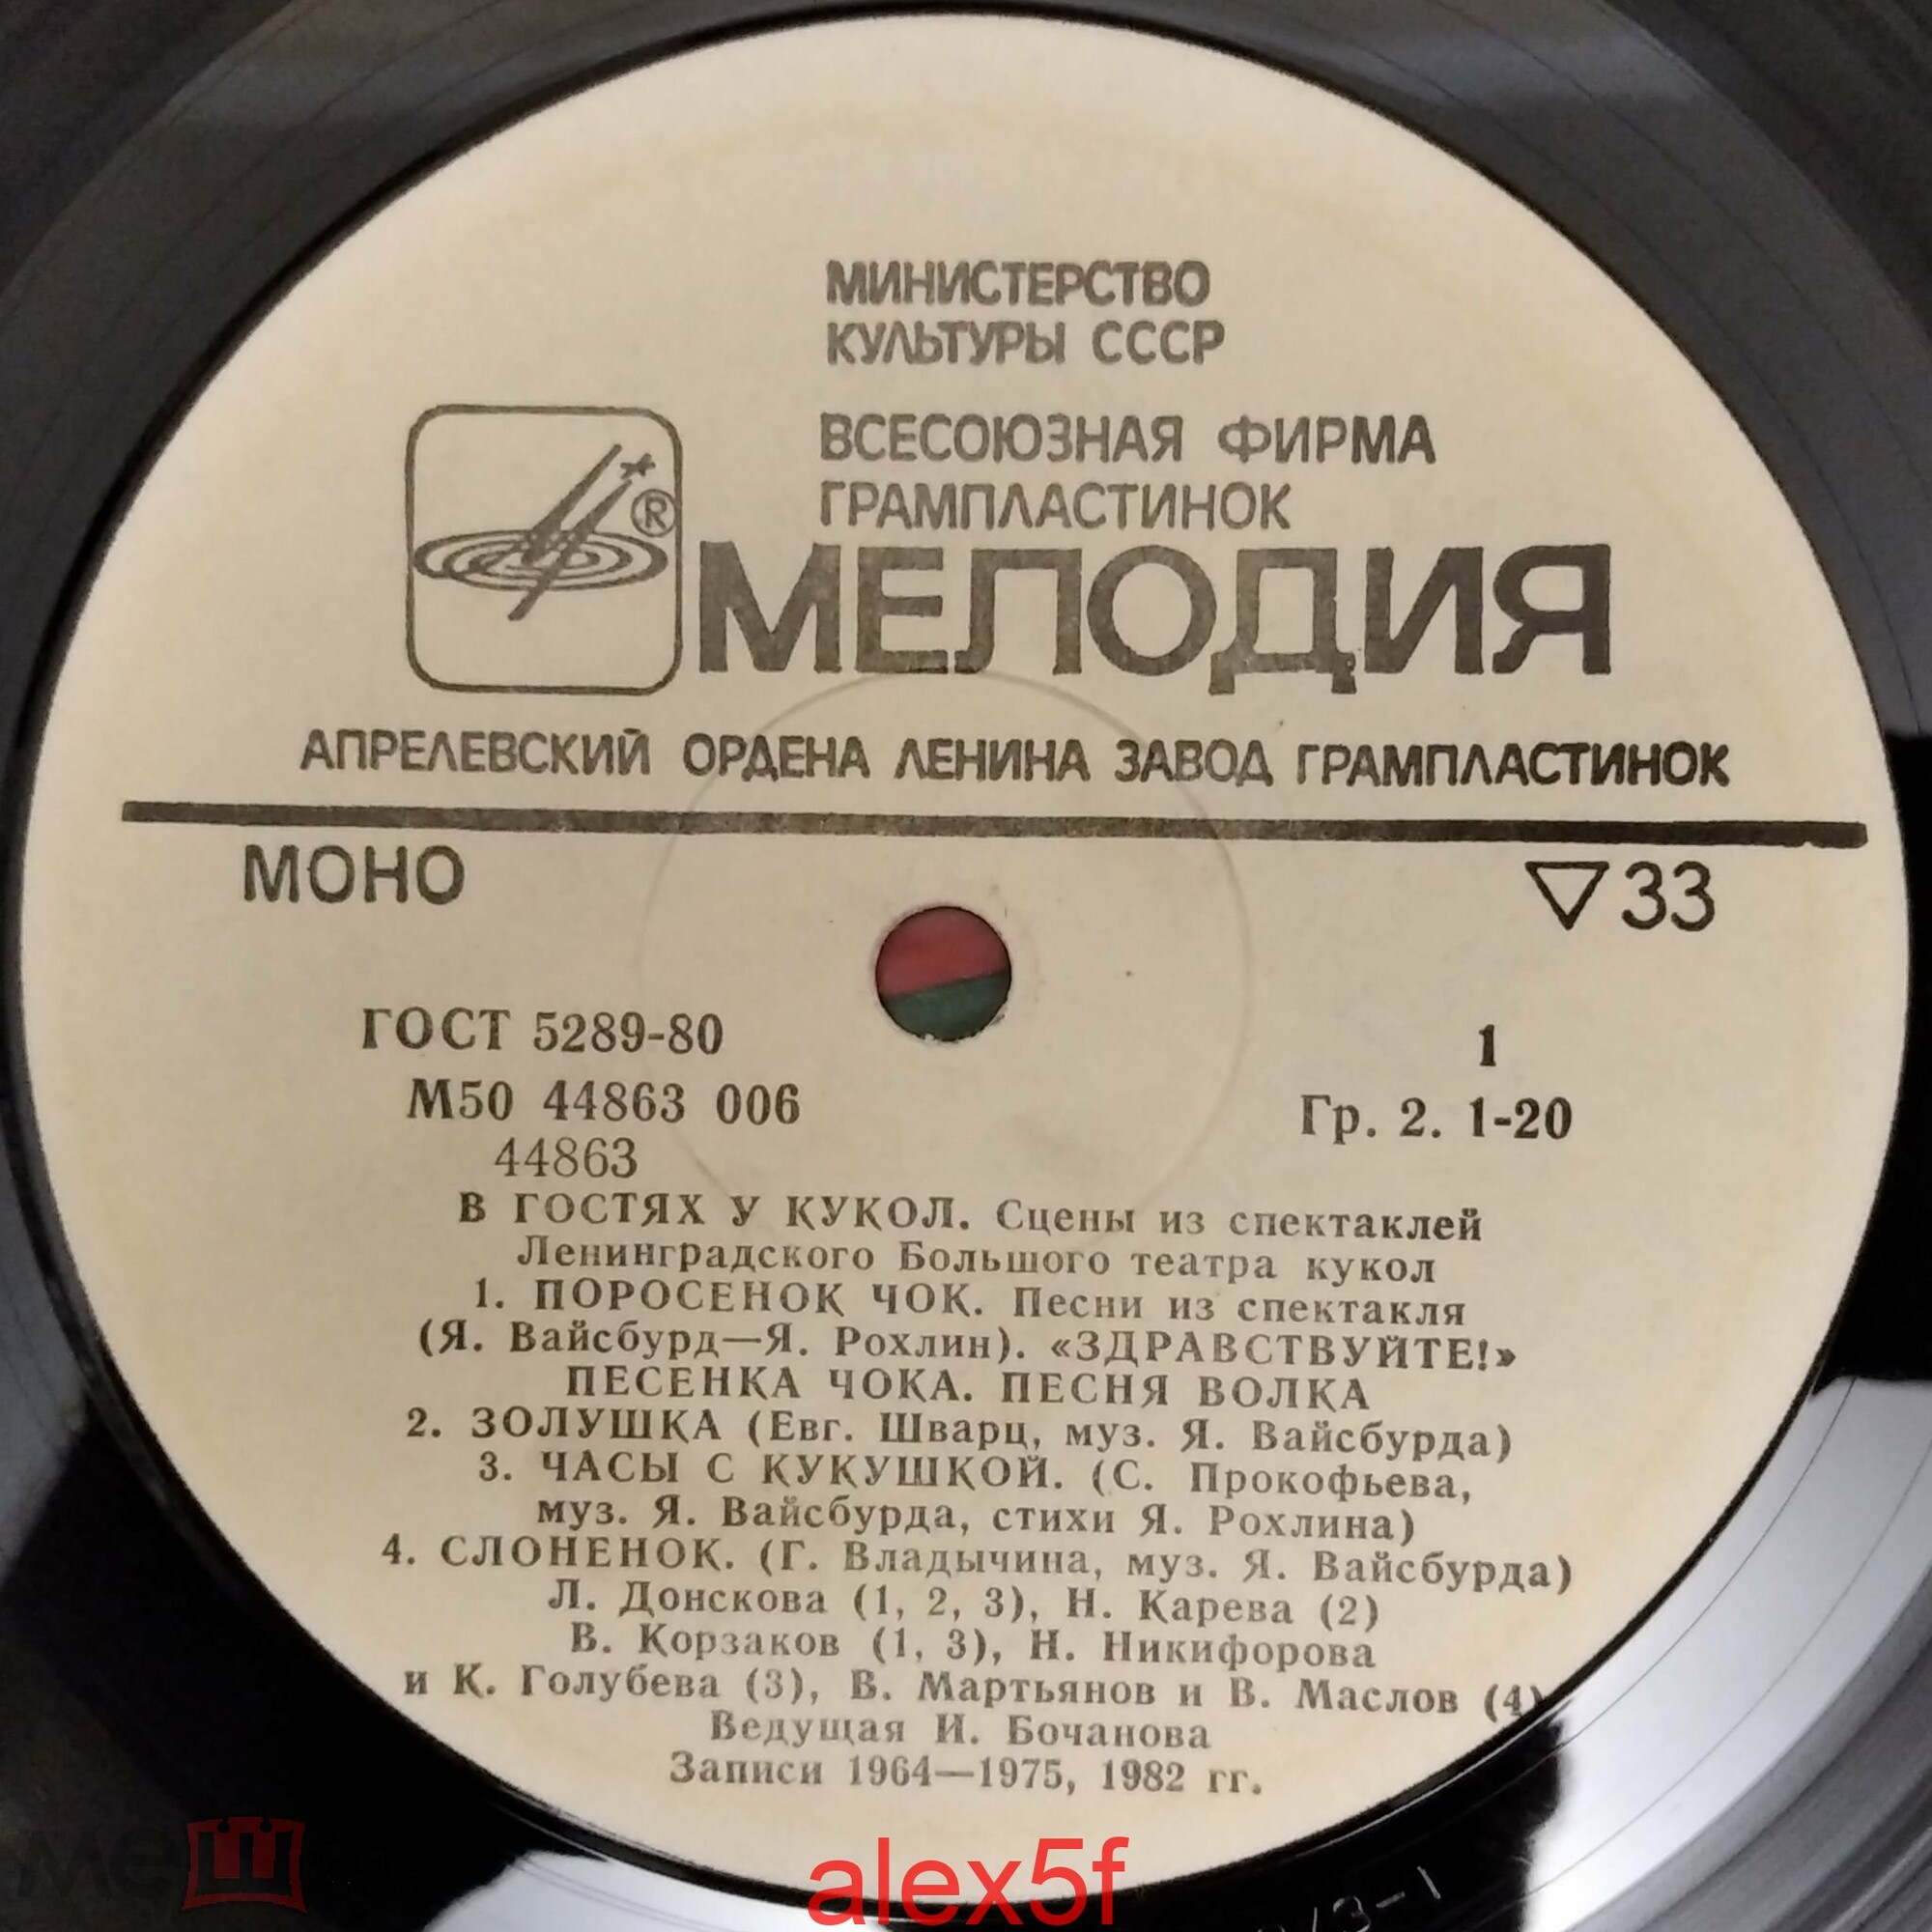 МИНИСТЕРСТВО
КУЛЬТУРЫ СССР
ВСЕСОЮЗНАЯ ФИРМА
ГРАМПЛАСТИНОК
®
МЕЛОДИЯ
АПРЕЛЕВСКИЙ ОРДЕНА ЛЕНИНА ЗАВОД ГРАМПЛАСТИНОК
МОНО
▽33
ГОСТ 5289-80
1
М50 44863 006
Гр. 2. 1-20
44863
В ГОСТЯХ У КУКОЛ. Сцены из спектаклей
Ленинградского Большого театра кукол
1. ПОРОСЕНОК ЧОК. Песни из спектакля
(Я. Вайсбурд—Я. Рохлин). «ЗДРАВСТВУЙТЕ!»
ПЕСЕНКА ЧОКА. ПЕСНЯ ВОЛКА
2. ЗОЛУШКА (Евг. Шварц, муз. Я. Вайсбурда)
3. ЧАСЫ С КУКУШКОЙ. (С. Прокофьева,
муз. Я. Вайсбурда, стихи Я. Рохлина)
4. СЛОНЕНОК. (Г. Владычина, муз. Я. Вайсбурда)
Л. Донскова (1, 2, 3), Н. Карева (2)
В. Корзаков (1, 3), Н. Никифорова
и К. Голубева (3), В. Мартьянов и В. Маслов (4)
Ведущая И. Бочанова
Записи 1964—1975, 1982 гг.
меш
alex5f